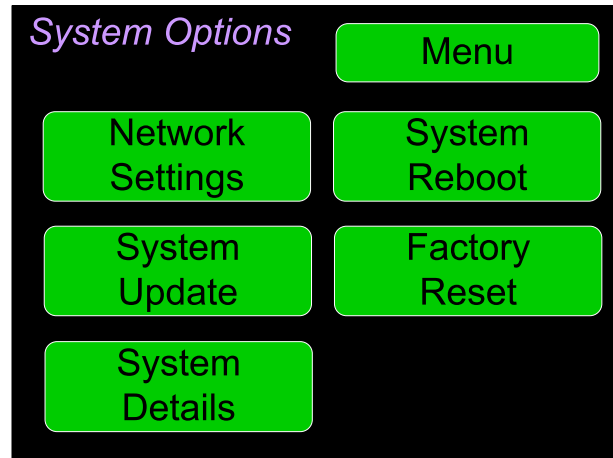 System Options
Menu
Network
Settings
System
Reboot
System
Update
Factory
Reset
System
Details